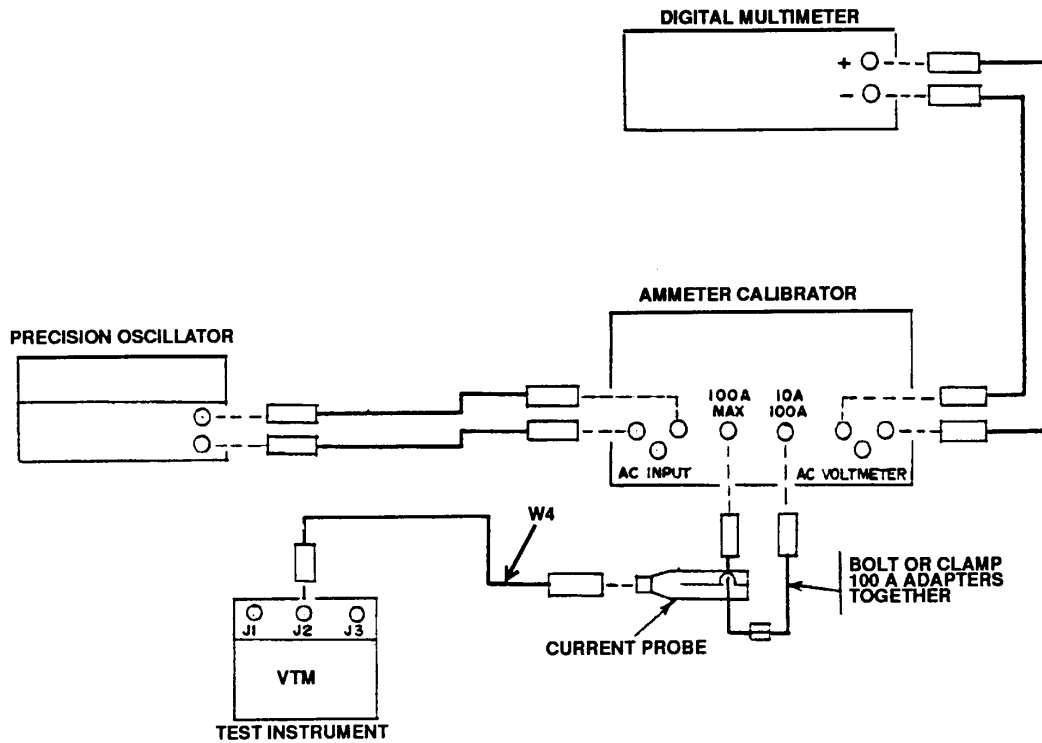 DIGITAL MULTIMETER
+
-
AMMETER CALIBRATOR
PRECISION OSCILLATOR
100A
MAX
10A
100A
AC INPUT
AC VOLTMETER
W4
BOLT OR CLAMP
100 A ADAPTERS
TOGETHER
J1 J2 J3
CURRENT PROBE
VTM
TEST INSTRUMENT